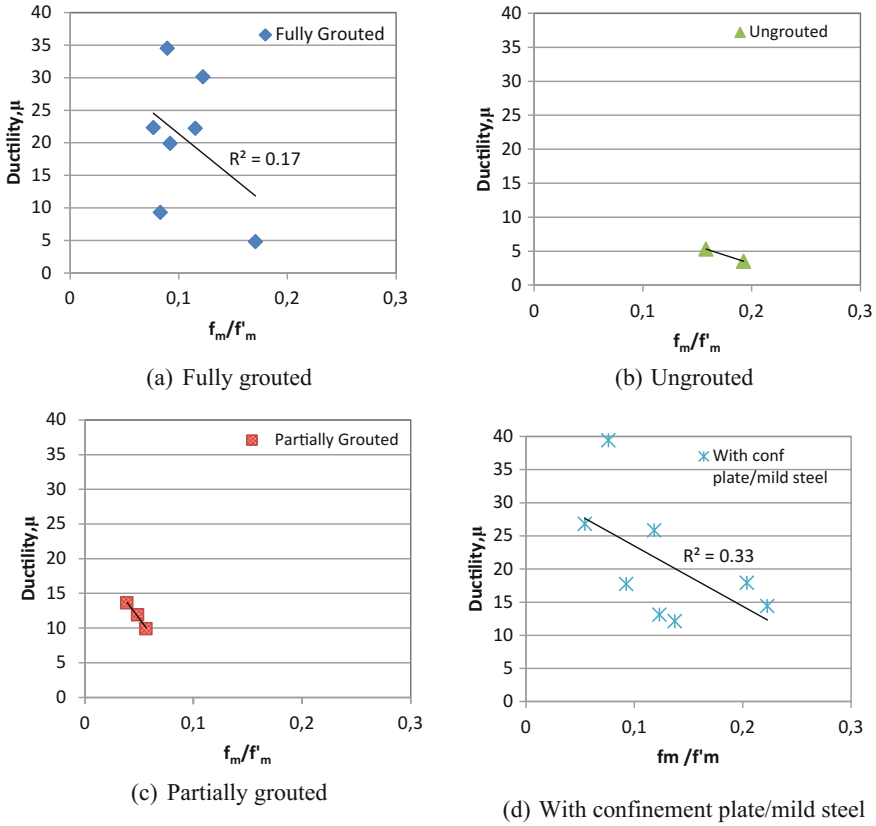 40
35
30
25
20
15
10
5
0
Ductility,µ
Fully Grouted
R² = 0.17
0 0,1 0,2 0,3
fₘ/f'ₘ
(a) Fully grouted
40
35
30
25
20
15
10
5
0
Ductility,µ
Ungrouted
0 0,1 0,2 0,3
fₘ/f'ₘ
(b) Ungrouted
40
35
30
25
20
15
10
5
0
Ductility,µ
Partially Grouted
0 0,1 0,2 0,3
fₘ/f'ₘ
(c) Partially grouted
40
35
30
25
20
15
10
5
0
Ductility,µ
With conf
plate/mild steel
R² = 0.33
0 0,1 0,2 0,3
fm /f'm
(d) With confinement plate/mild steel